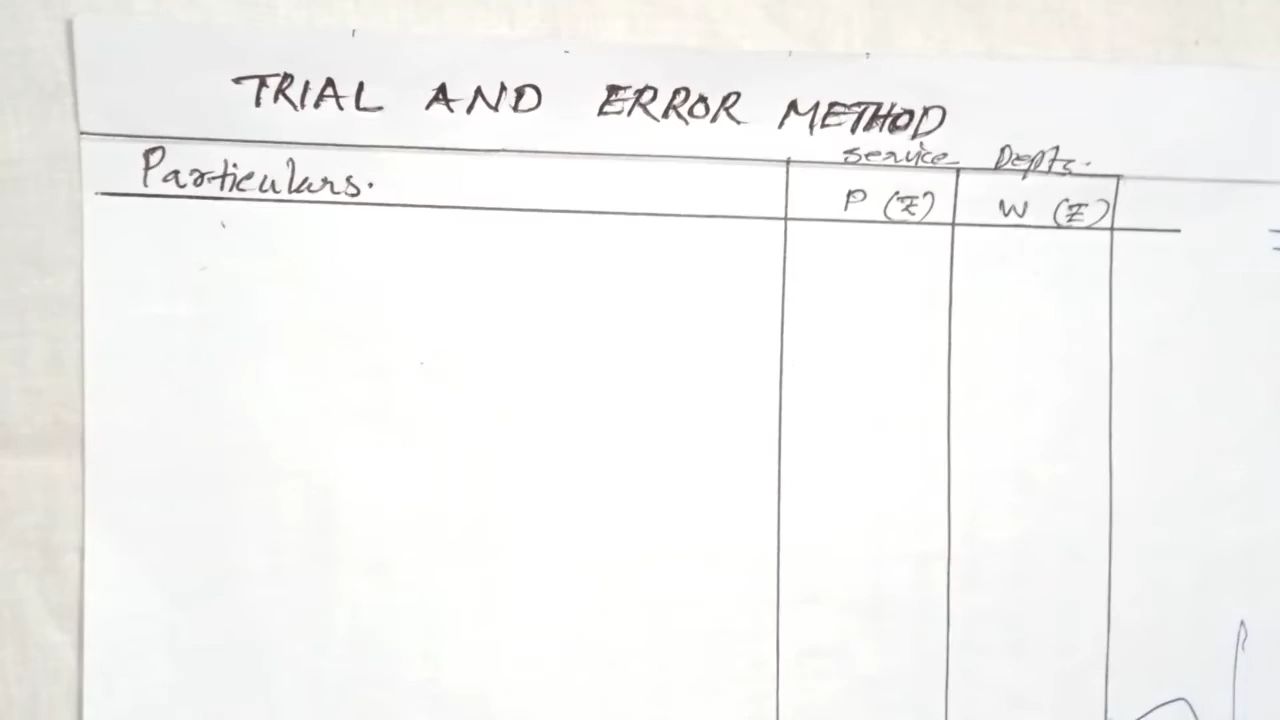 TRIAL AND ERROR METHOD
Service Depts.
Particulars.
P (₹) W (₹)